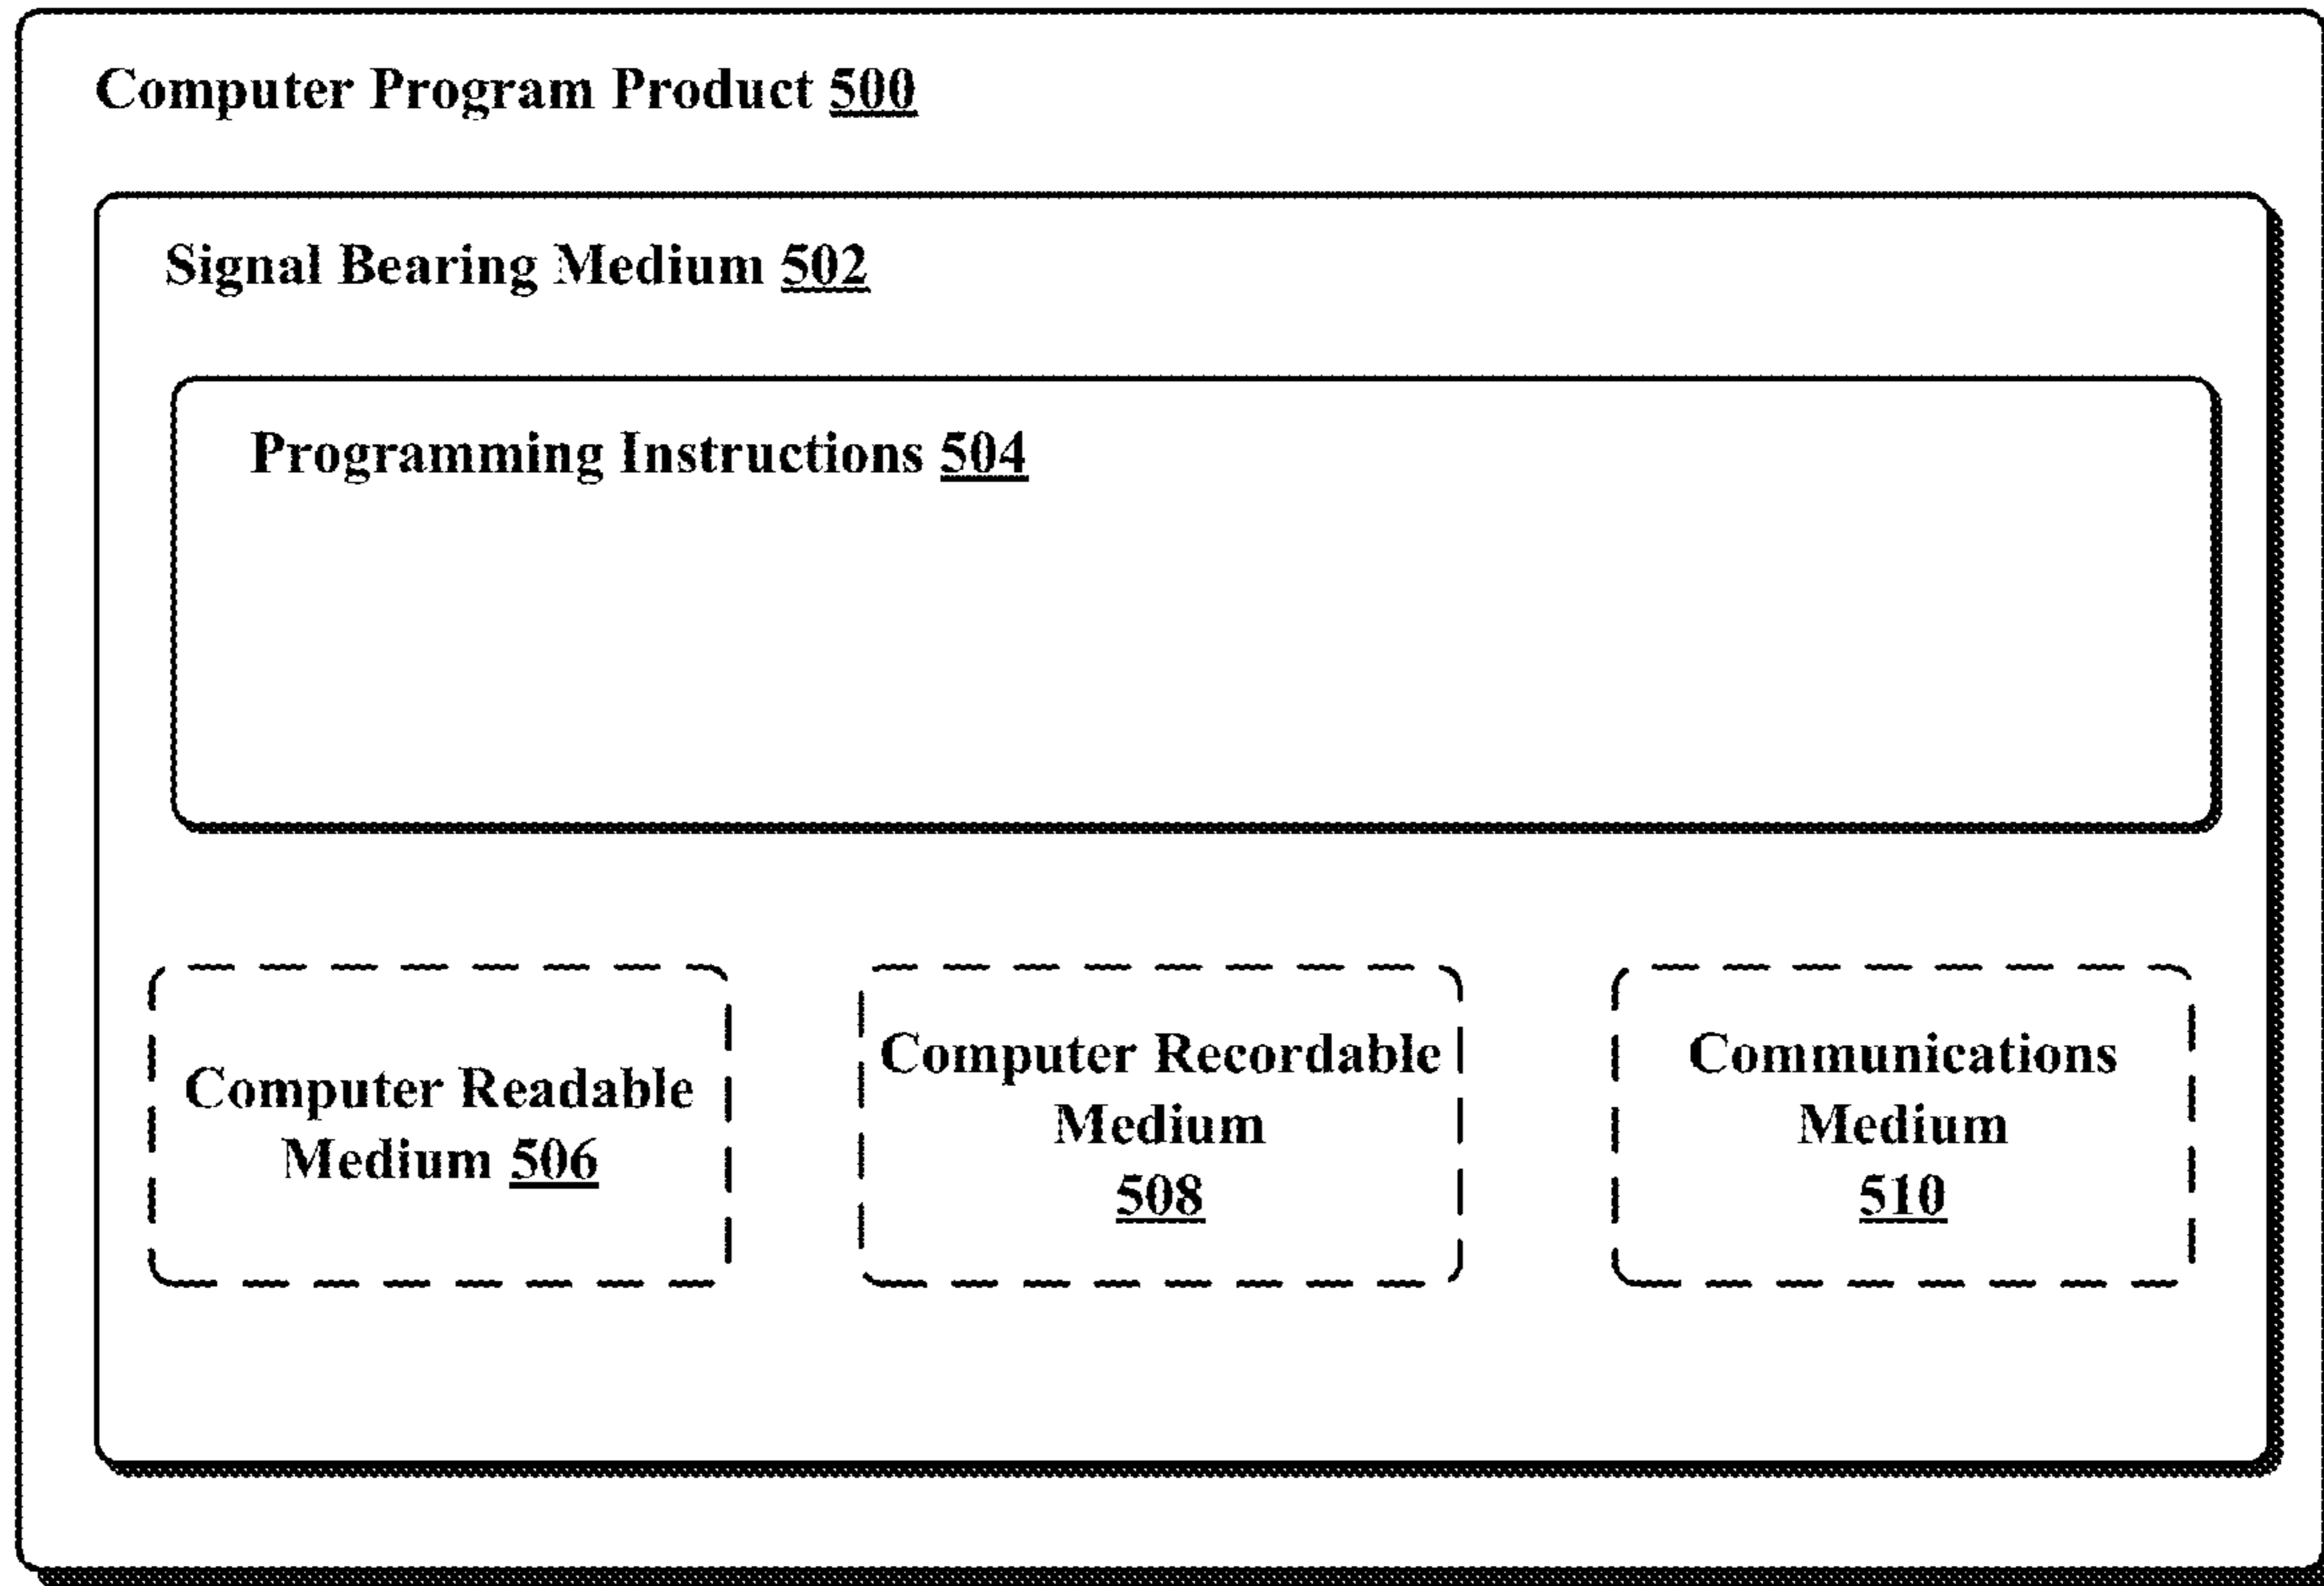 Computer Program Product 500
Signal Bearing Medium 502
Programming Instructions 504
Computer Readable
Medium 506
Computer Recordable
Medium
508
Communications
Medium
510